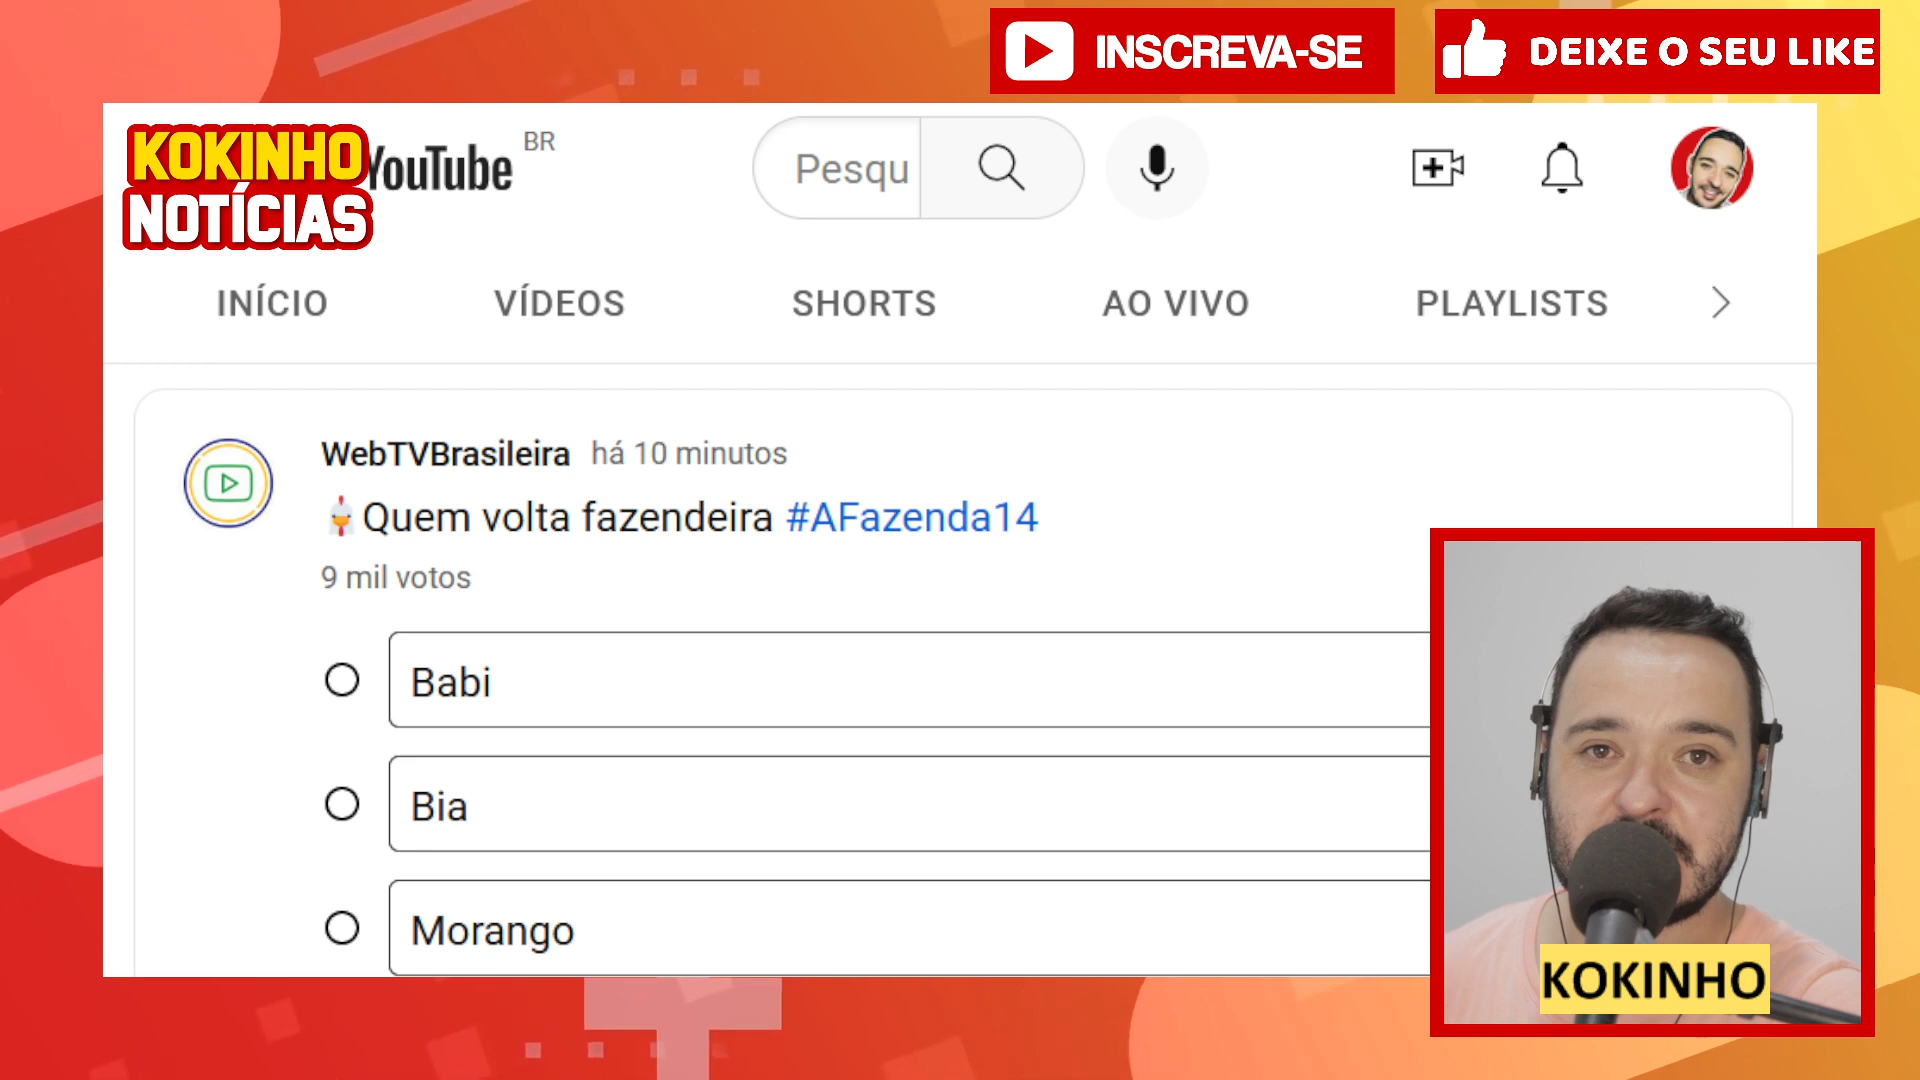 INSCREVA-SE
DEIXE O SEU LIKE
KOKINHO
NOTÍCIAS
YouTube BR
Pesqu
INÍCIO
VÍDEOS
SHORTS
AO VIVO
PLAYLISTS
WebTVBrasileira há 10 minutos
Quem volta fazendeira #AFazenda14
9 mil votos
Babi
Bia
Morango
KOKINHO